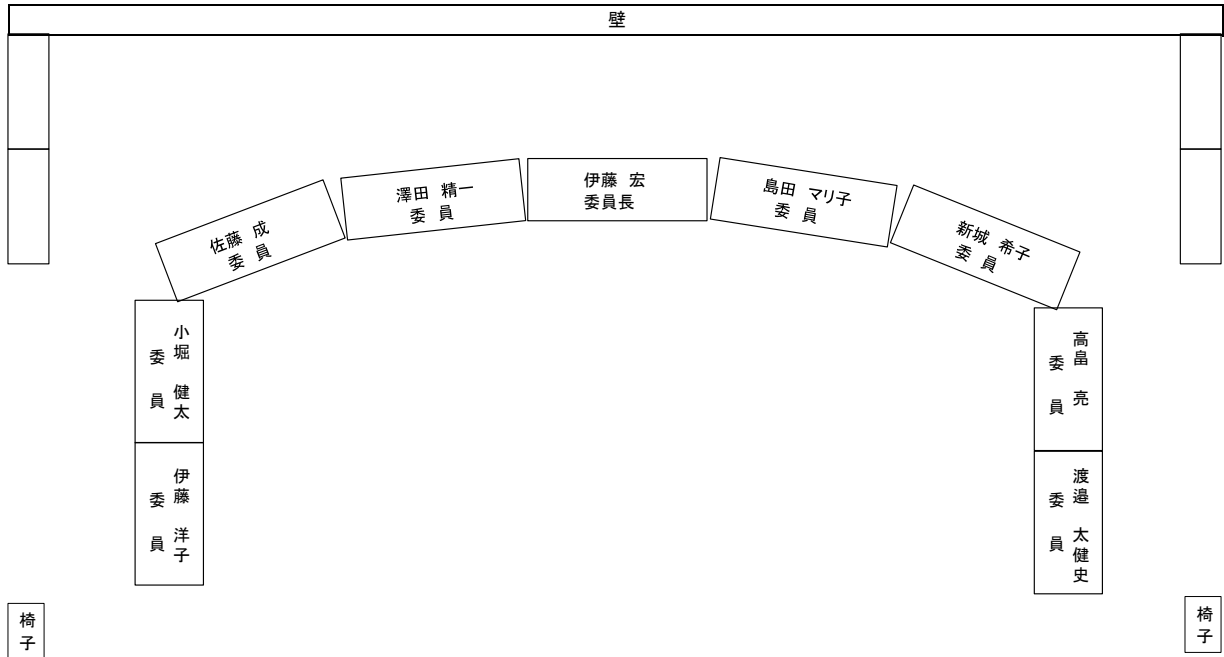 壁
伊藤 宏
委員長
澤田 精一
委 員
島田 マリ子
委 員
佐藤 成
委 員
新城 希子
委 員
小堀 健太
委 員
高畠 亮
委 員
伊藤 洋子
委 員
渡邉 太健史
委 員
椅子
椅子